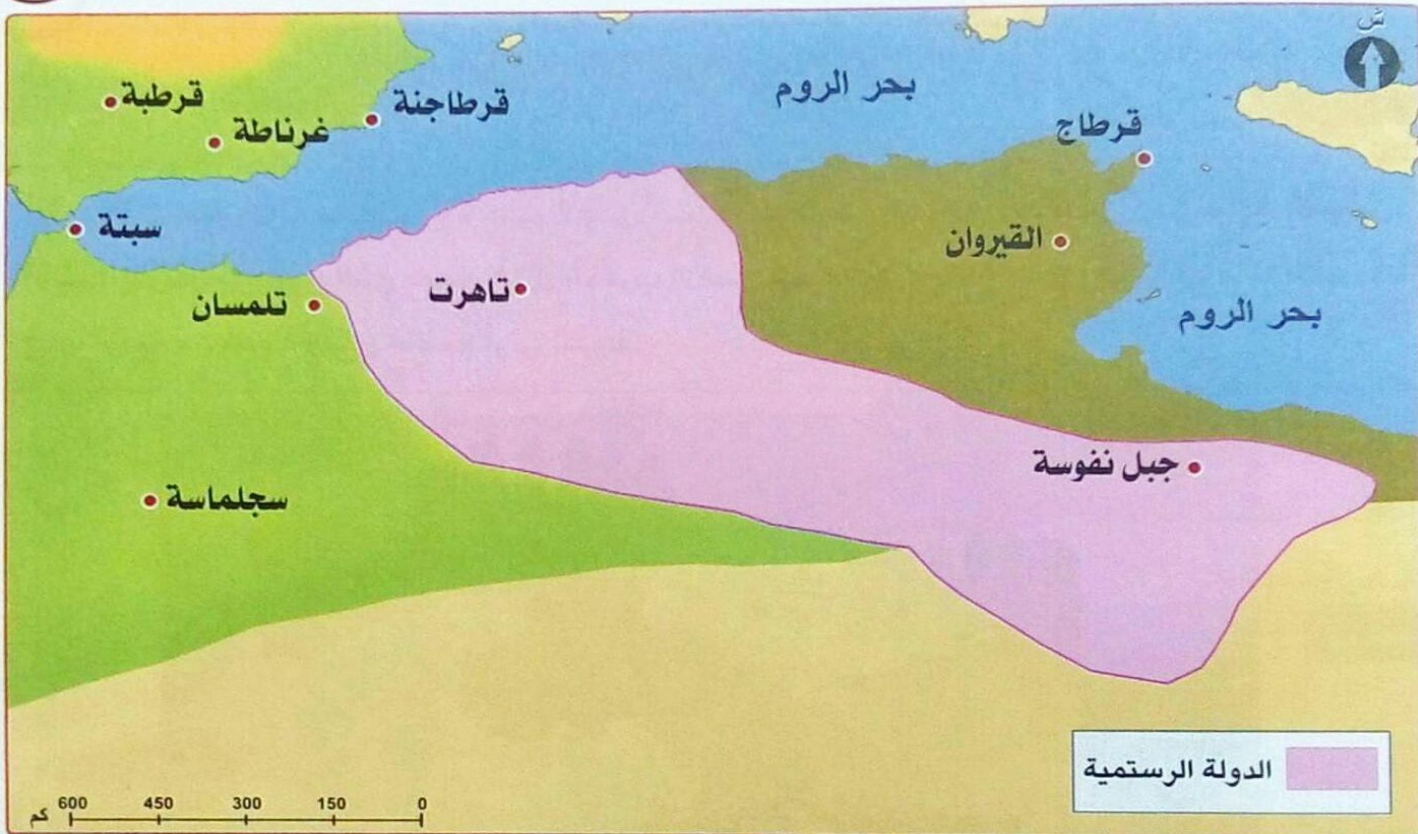 ش
بحر الروم
قرطاجنة
قرطبة
غرناطة
قرطاج
سبتة
القيروان
تاهرت
تلمسان
بحر الروم
جبل نفوسة
سجلماسة
الدولة الرستمية
600 450 300 150 0
كم